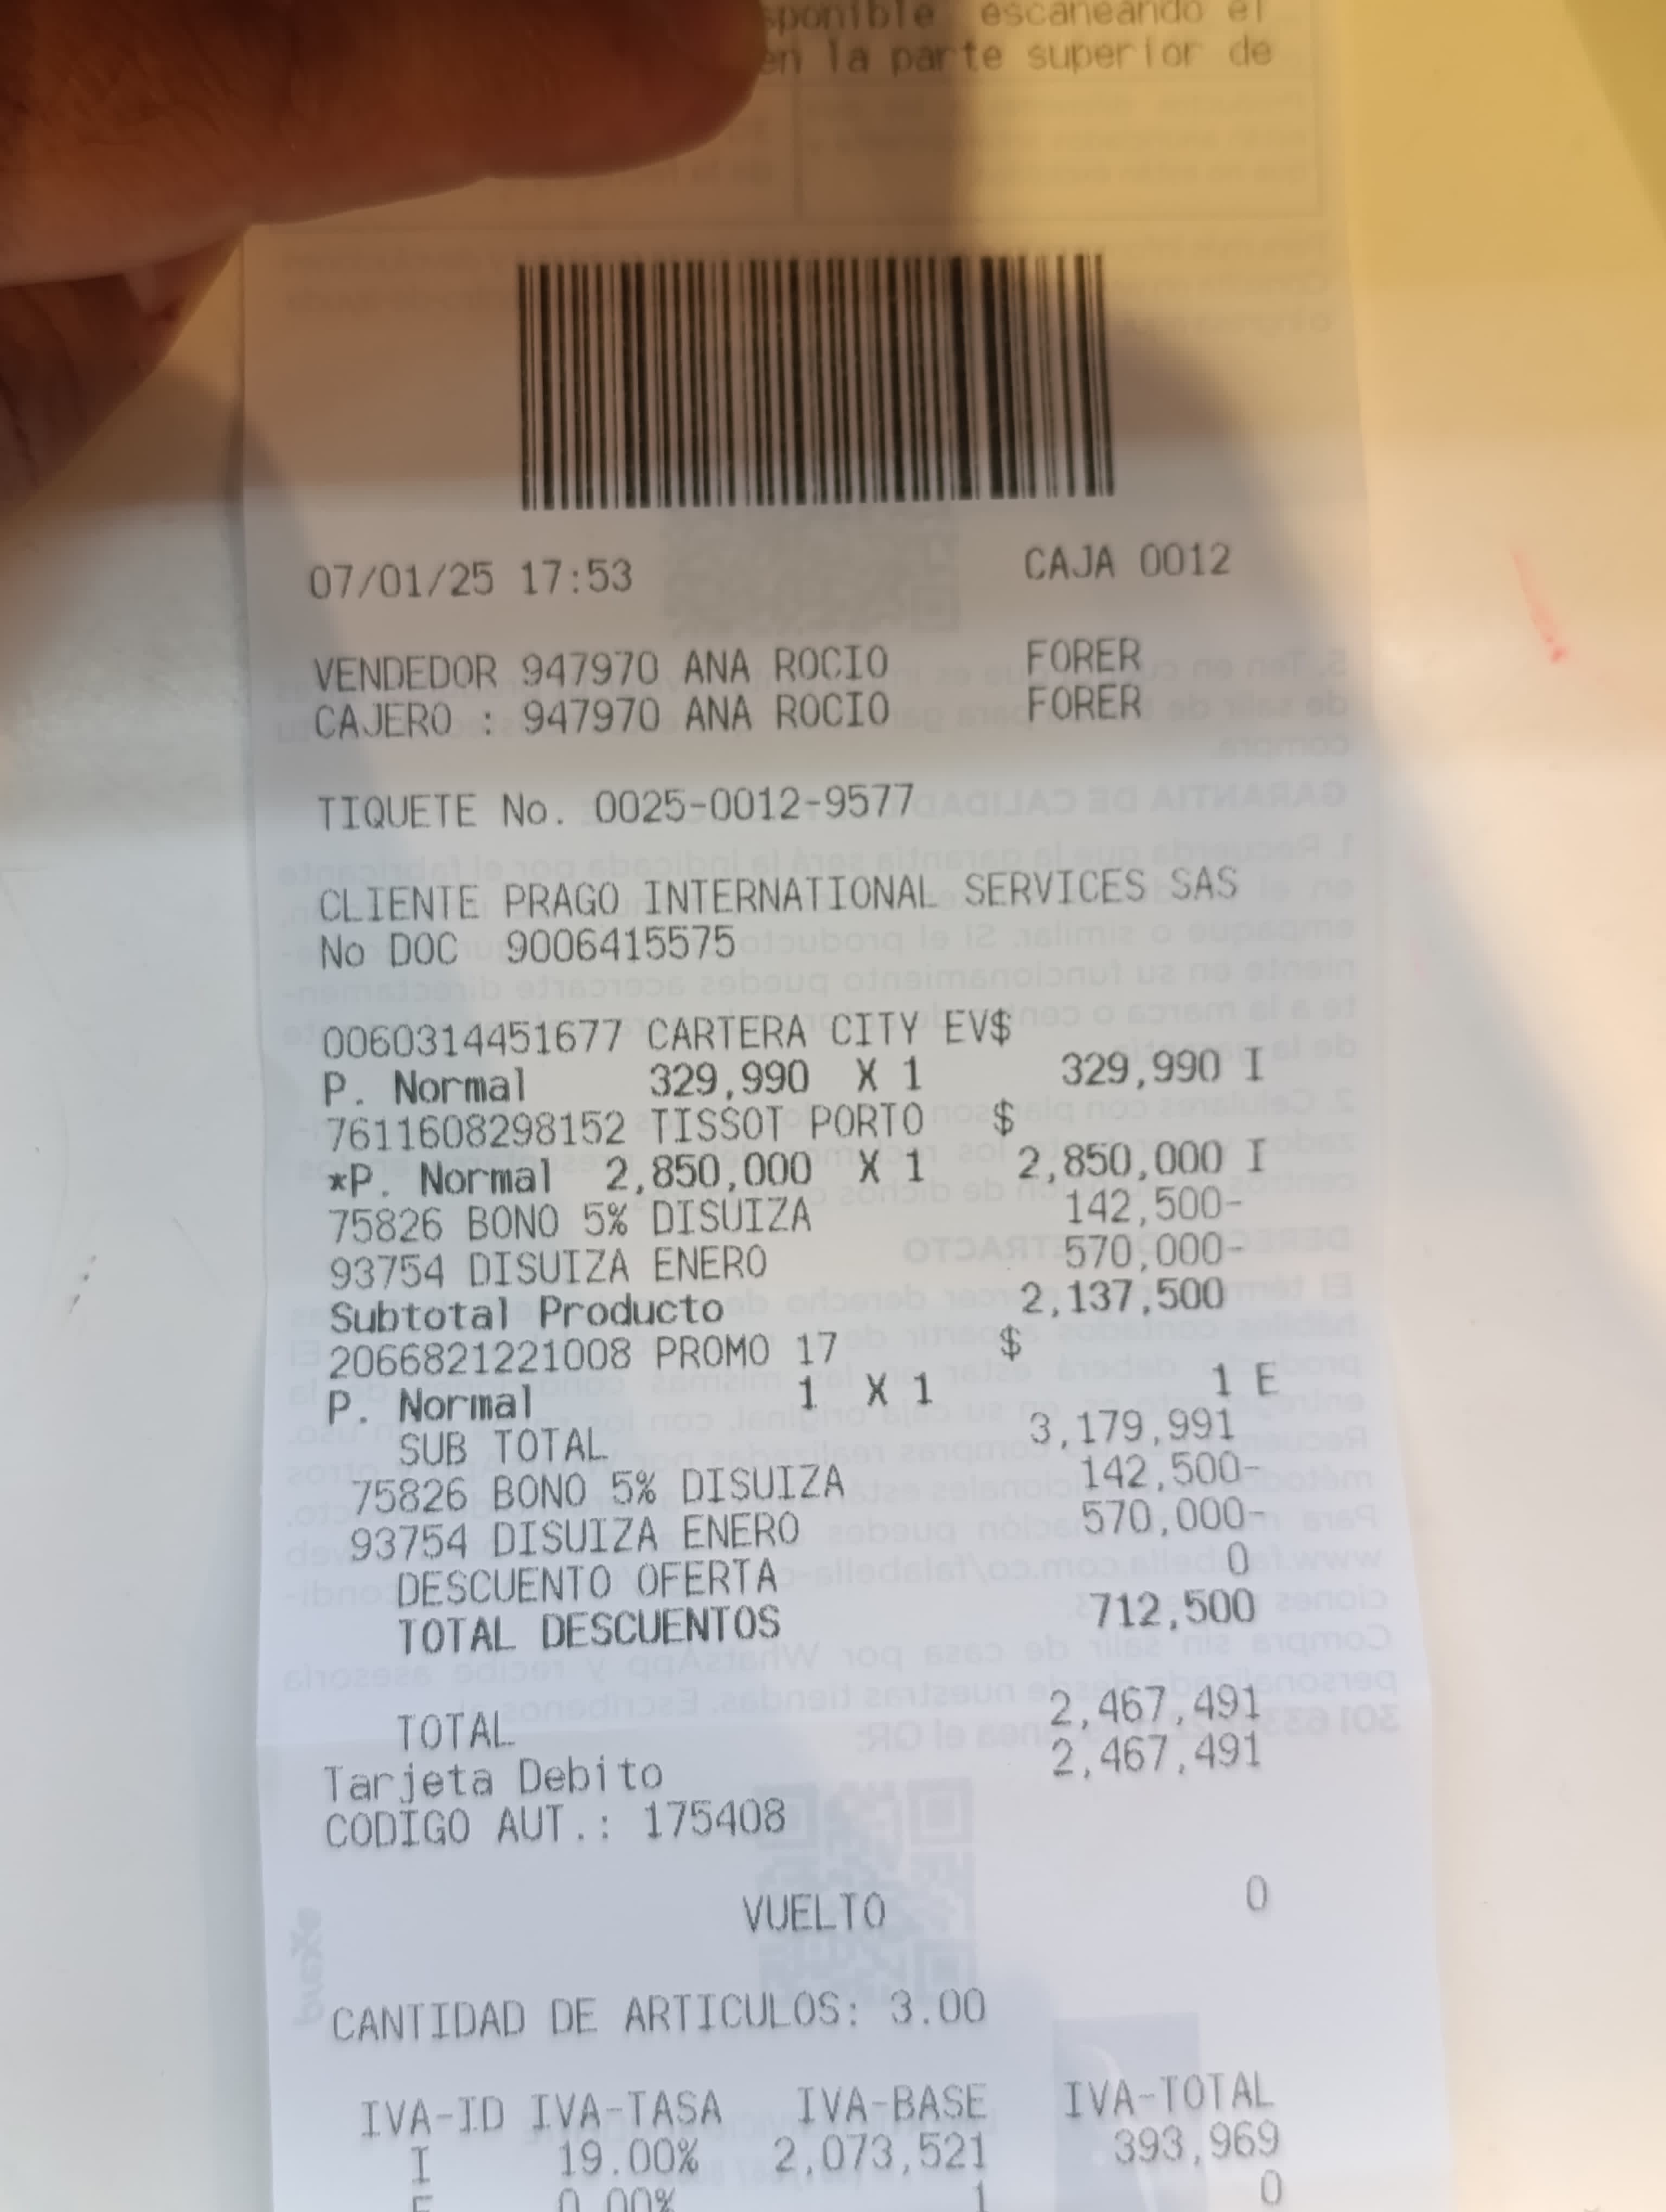 sponible escaneando el
en la parte superior de
07/01/25 17:53 CAJA 0012
VENDEDOR 947970 ANA ROCIO FORER
CAJERO : 947970 ANA ROCIO FORER
TIQUETE No. 0025-0012-9577
CLIENTE PRAGO INTERNATIONAL SERVICES SAS
No DOC 9006415575
0060314451677 CARTERA CITY EV$
P. Normal 329,990 X 1 329,990 I
7611608298152 TISSOT PORTO $
*P. Normal 2,850,000 X 1 2,850,000 I
75826 BONO 5% DISUIZA 142,500-
93754 DISUIZA ENERO 570,000-
Subtotal Producto 2,137,500
2066821221008 PROMO 17 $
P. Normal 1 X 1 1 E
SUB TOTAL 3,179,991
75826 BONO 5% DISUIZA 142,500-
93754 DISUIZA ENERO 570,000-
DESCUENTO OFERTA 0
TOTAL DESCUENTOS 712,500
TOTAL 2,467,491
Tarjeta Debito 2,467,491
CODIGO AUT.: 175408
VUELTO 0
CANTIDAD DE ARTICULOS: 3.00
IVA-ID IVA-TASA IVA-BASE IVA-TOTAL
I 19.00% 2,073,521 393,969
E 0.00% 1 0